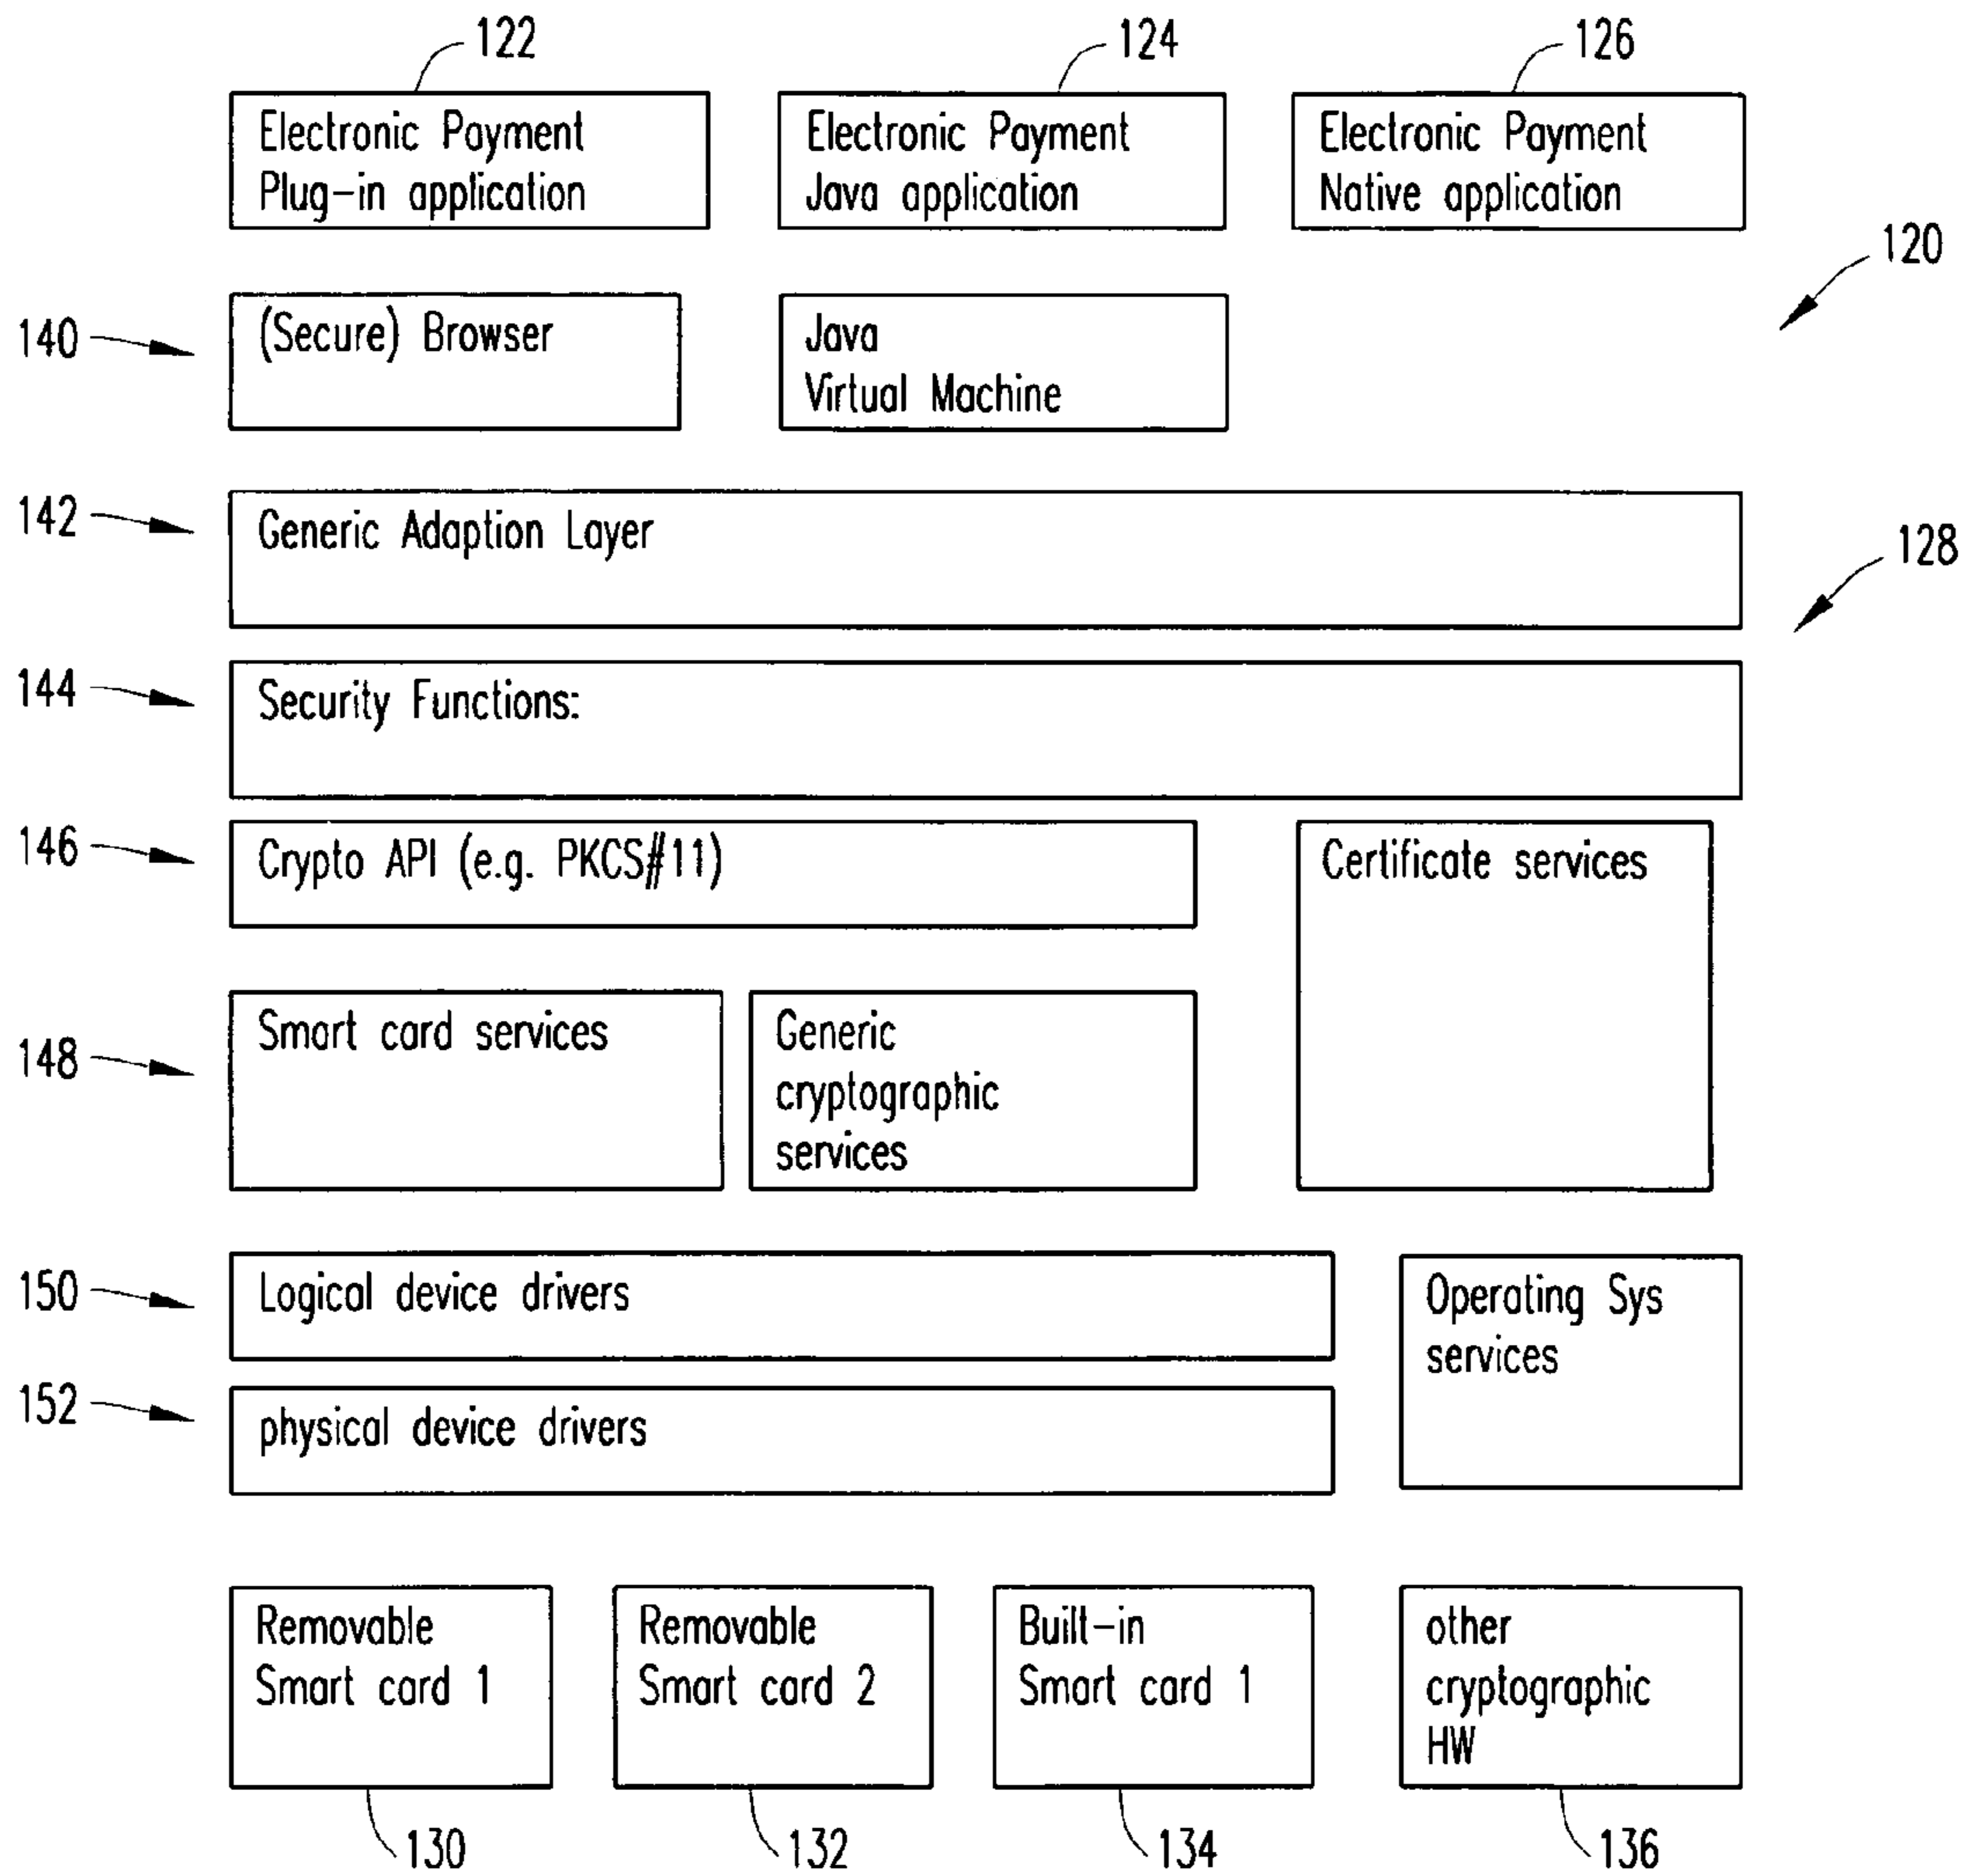 122
124
126
Electronic Payment
Plug-in application
Electronic Payment
Java application
Electronic Payment
Native application
120
140
(Secure) Browser
Java
Virtual Machine
142
Generic Adaption Layer
128
144
Security Functions:
146
Crypto API (e.g. PKCS#11)
Certificate services
148
Smart card services
Generic
cryptographic
services
150
Logical device drivers
Operating Sys
services
152
physical device drivers
Removable
Smart card 1
Removable
Smart card 2
Built-in
Smart card 1
other
cryptographic
HW
130
132
134
136